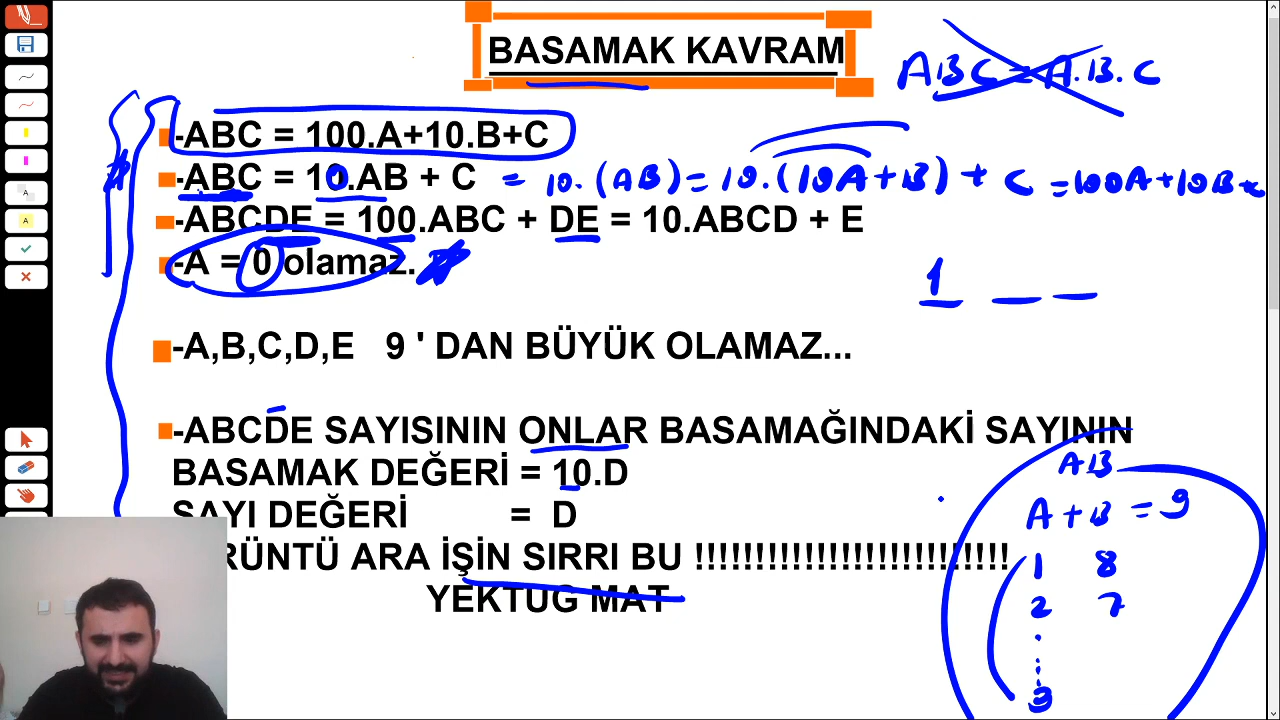 BASAMAK KAVRAM
ABC = A.B.C
-ABC = 100.A+10.B+C
-ABC = 10.AB + C = 10.(AB) = 10.(10A+B) + C = 100A+10B+C
-ABCDE = 100.ABC + DE = 10.ABCD + E
-A = 0 olamaz.
1 _ _
-A,B,C,D,E 9 ' DAN BÜYÜK OLAMAZ...
-ABCDE SAYISININ ONLAR BASAMAĞINDAKİ SAYININ
BASAMAK DEĞERİ = 10.D
SAYI DEĞERİ = D
RÜNTÜ ARA İŞİN SIRRI BU !!!!!!!!!!!!!!!!!!!!!!!!!!
YEKTUG MAT
AB
A+B = 9
1 8
2 7